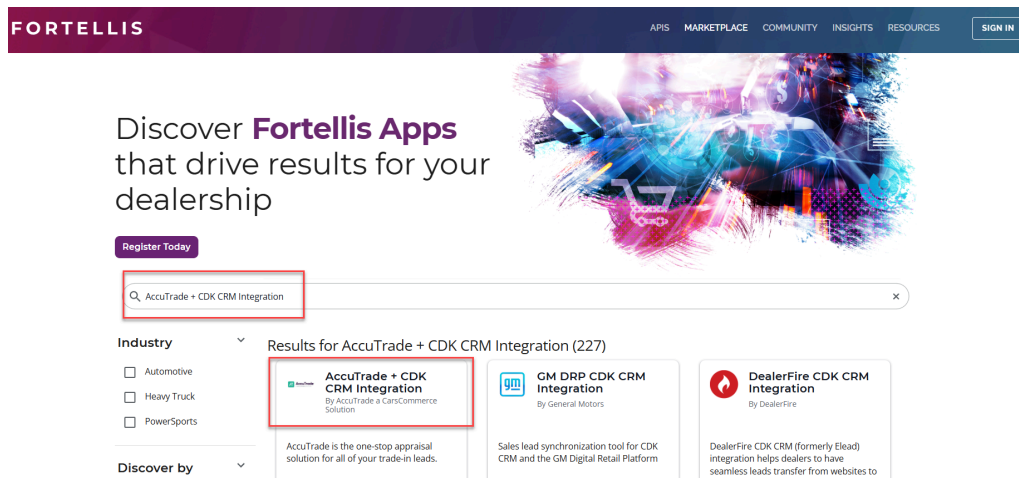 FORTELLIS
APIS MARKETPLACE COMMUNITY INSIGHTS RESOURCES SIGN IN
Discover Fortellis Apps
that drive results for your
dealership
Register Today
AccuTrade + CDK CRM Integration
Industry
Automotive
Heavy Truck
PowerSports
Discover by
Results for AccuTrade + CDK CRM Integration (227)
AccuTrade
AccuTrade + CDK
CRM Integration
By AccuTrade a CarsCommerce
Solution
AccuTrade is the one-stop appraisal
solution for all of your trade-in leads.
gm
GM DRP CDK CRM
Integration
By General Motors
Sales lead synchronization tool for CDK
CRM and the GM Digital Retail Platform
DealerFire CDK CRM
Integration
By DealerFire
DealerFire CDK CRM (formerly Elead)
integration helps dealers to have
seamless leads transfer from websites to